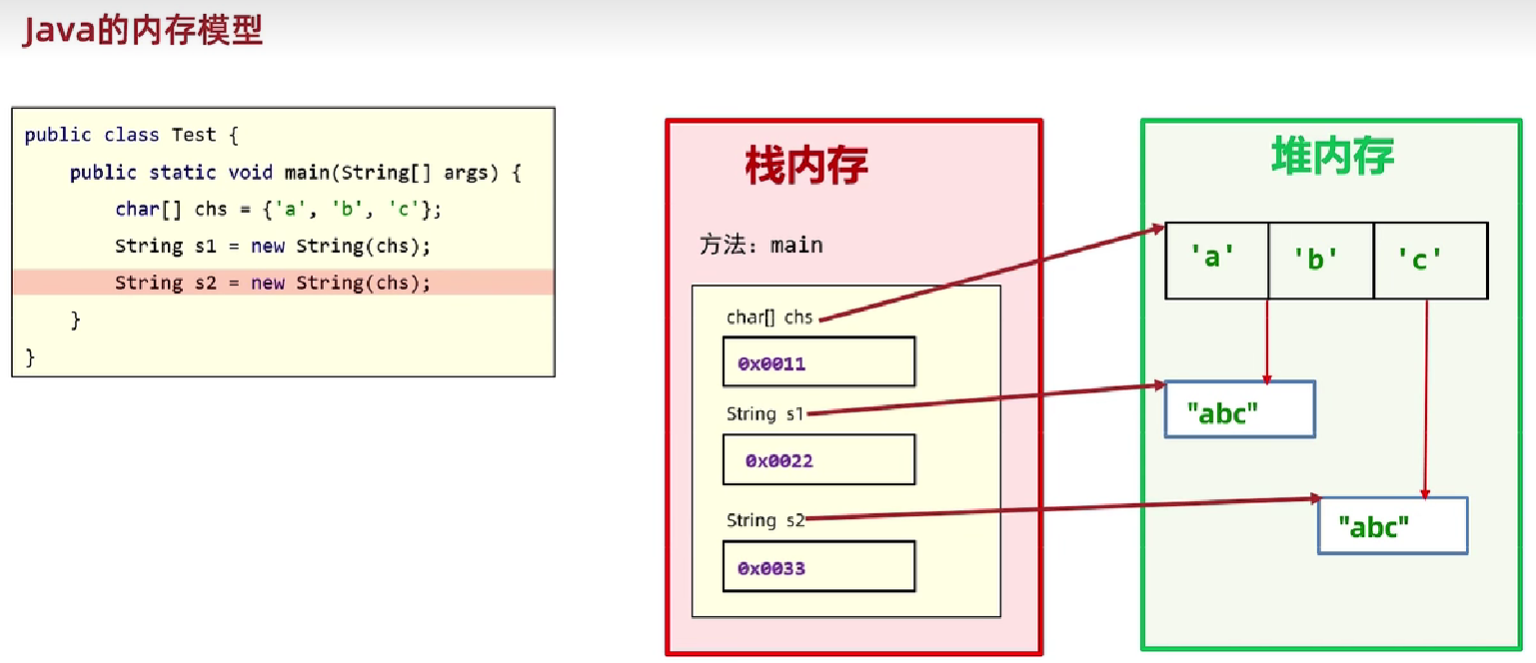 Java的内存模型
public class Test {
public static void main(String[] args) {
char[] chs = {'a', 'b', 'c'};
String s1 = new String(chs);
String s2 = new String(chs);
}
}
栈内存
方法: main
char[] chs
0x0011
String s1
0x0022
String s2
0x0033
堆内存
'a' 'b' 'c'
"abc"
"abc"